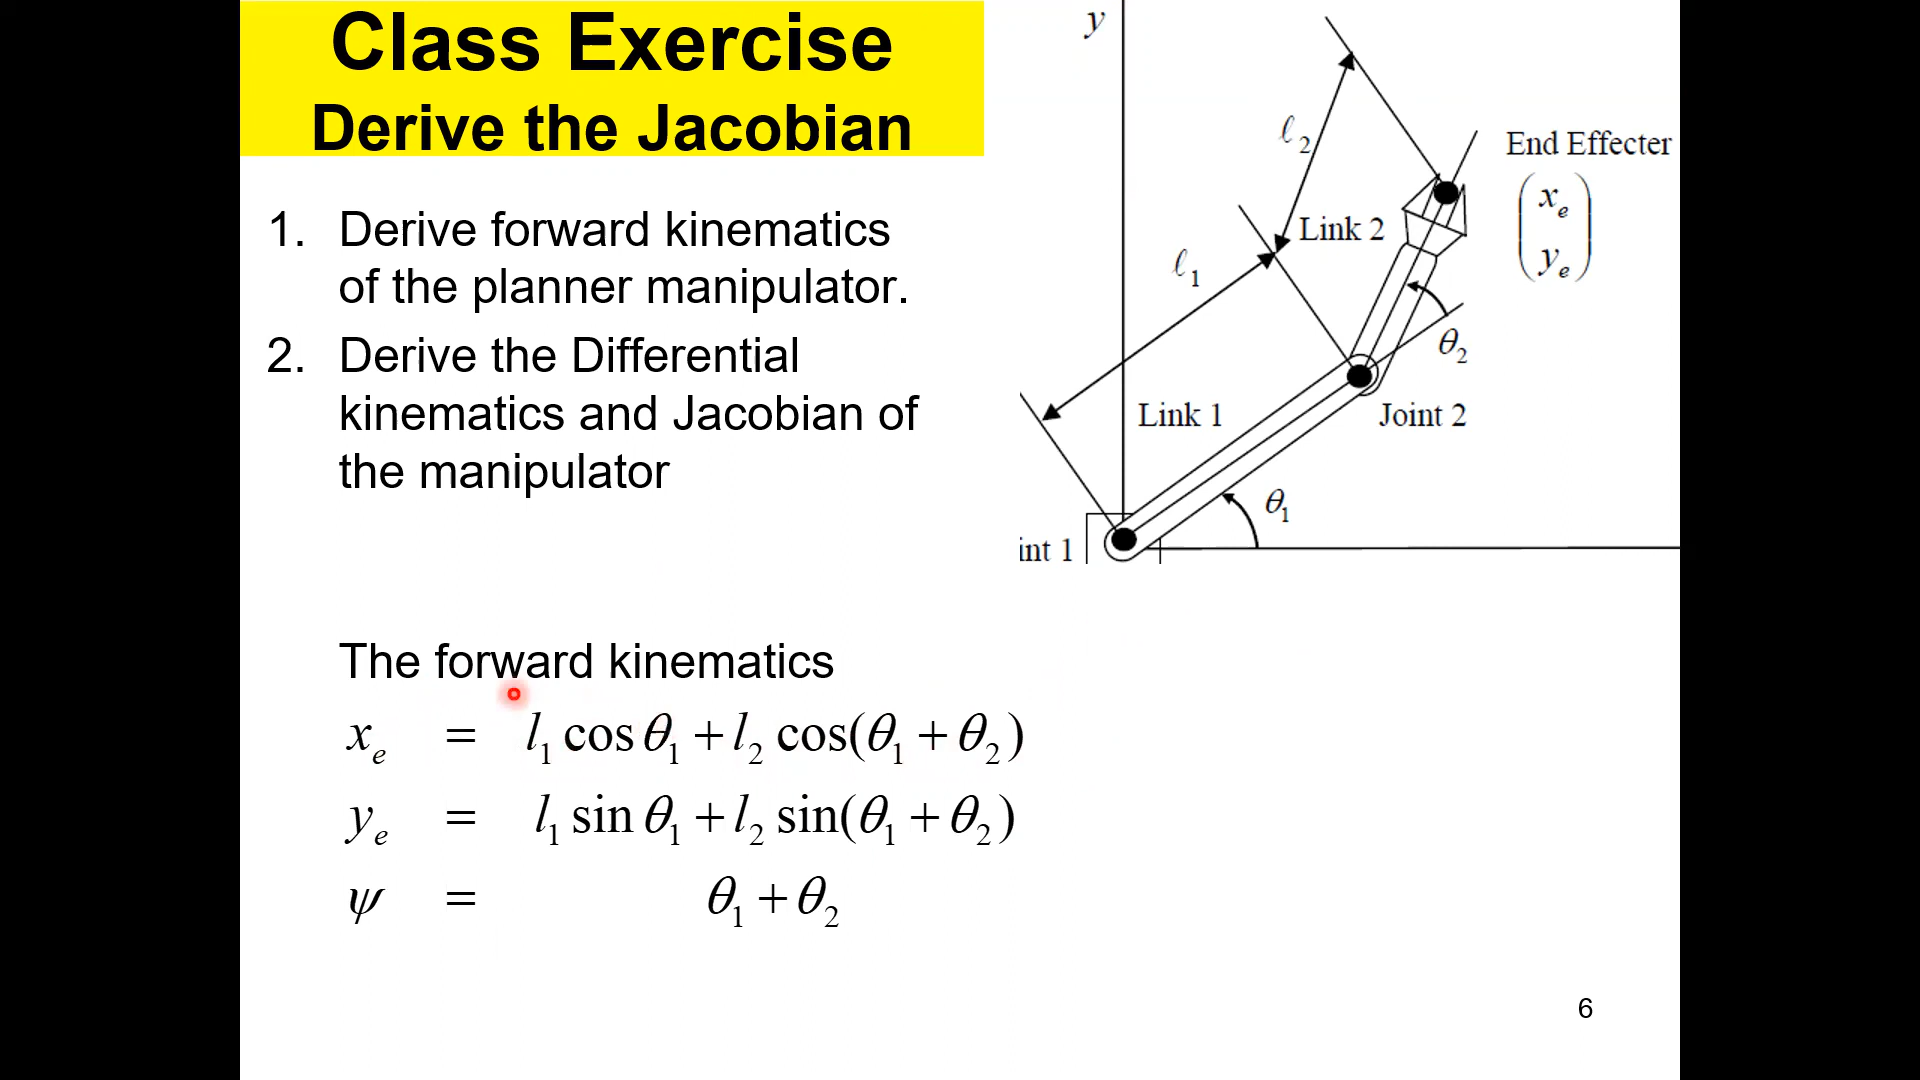 Class Exercise
Derive the Jacobian
1. Derive forward kinematics
of the planner manipulator.
2. Derive the Differential
kinematics and Jacobian of
the manipulator
y
ℓ2
End Effecter
Link 2
xe
ye
ℓ1
θ2
Link 1
Joint 2
θ1
int 1
The forward kinematics
xe = l1 cos θ1 + l2 cos(θ1 + θ2)
ye = l1 sin θ1 + l2 sin(θ1 + θ2)
ψ = θ1 + θ2
6